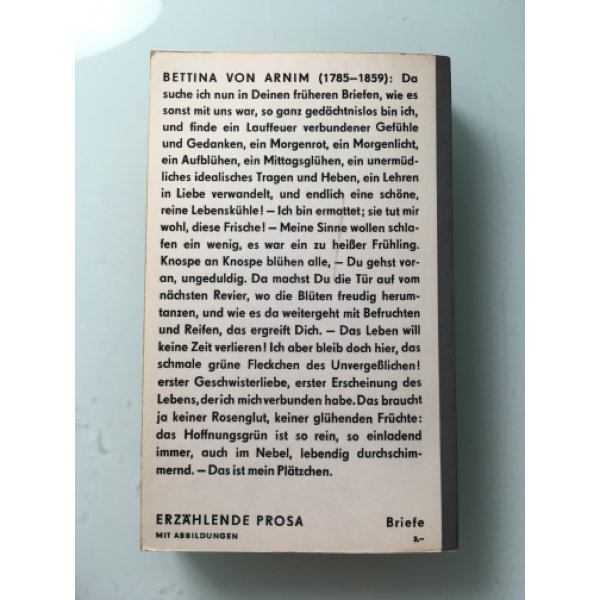 BETTINA VON ARNIM (1785–1859): Da
suche ich nun in Deinen früheren Briefen, wie es
sonst mit uns war, so ganz gedächtnislos bin ich,
und finde ein Lauffeuer verbundener Gefühle
und Gedanken, ein Morgenrot, ein Morgenlicht,
ein Aufblühen, ein Mittagsglühen, ein unermüd-
liches idealisches Tragen und Heben, ein Lehren
in Liebe verwandelt, und endlich eine schöne,
reine Lebenskühle! – Ich bin ermattet; sie tut mir
wohl, diese Frische! – Meine Sinne wollen schla-
fen ein wenig, es war ein zu heißer Frühling.
Knospe an Knospe blühen alle, – Du gehst vor-
an, ungeduldig. Da machst Du die Tür auf vom
nächsten Revier, wo die Blüten freudig herum-
tanzen, und wie es da weitergeht mit Befruchten
und Reifen, das ergreift Dich. – Das Leben will
keine Zeit verlieren! Ich aber bleib doch hier, das
schmale grüne Fleckchen des Unvergeßlichen!
erster Geschwisterliebe, erster Erscheinung des
Lebens, der ich mich verbunden habe. Das braucht
ja keiner Rosenglut, keiner glühenden Früchte:
das Hoffnungsgrün ist so rein, so einladend
immer, auch im Nebel, lebendig durchschim-
mernd. – Das ist mein Plätzchen.
ERZÄHLENDE PROSA Briefe
MIT ABBILDUNGEN 3,–